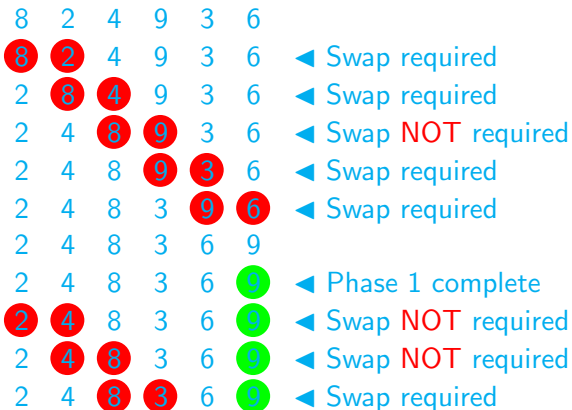 8 2 4 9 3 6
8 2 4 9 3 6 ◀ Swap required
2 8 4 9 3 6 ◀ Swap required
2 4 8 9 3 6 ◀ Swap NOT required
2 4 8 9 3 6 ◀ Swap required
2 4 8 3 9 6 ◀ Swap required
2 4 8 3 6 9
2 4 8 3 6 9 ◀ Phase 1 complete
2 4 8 3 6 9 ◀ Swap NOT required
2 4 8 3 6 9 ◀ Swap NOT required
2 4 8 3 6 9 ◀ Swap required